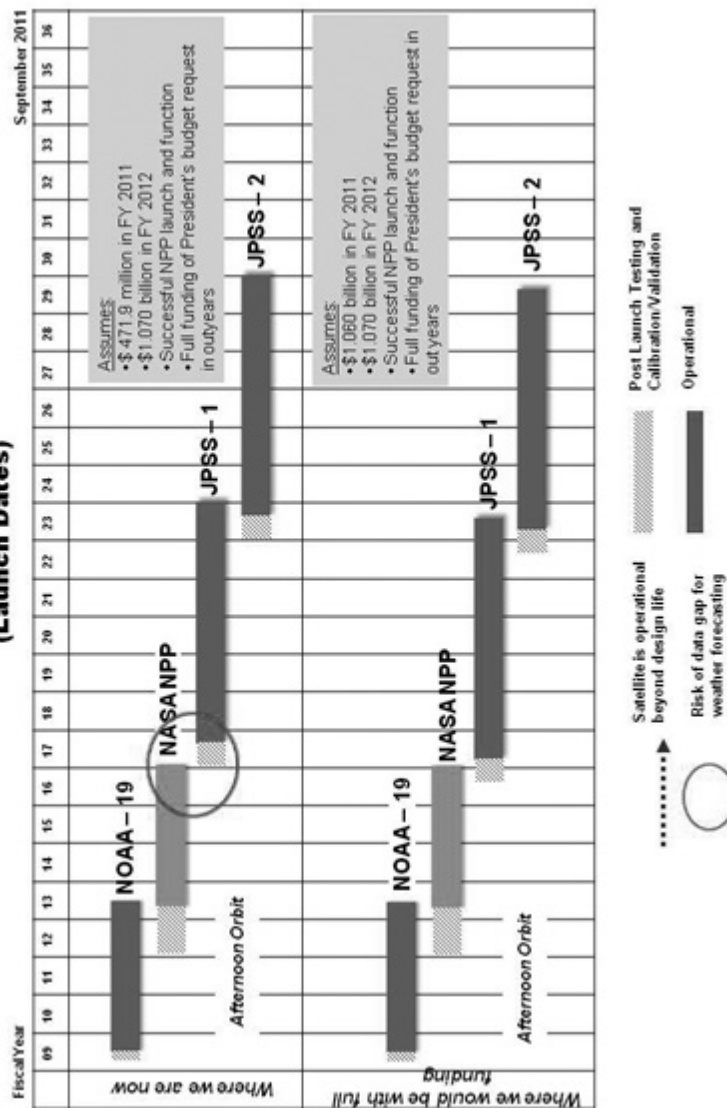 (Launch Dates)
Fiscal Year
September 2011
09 10 11 12 13 14 15 16 17 18 19 20 21 22 23 24 25 26 27 28 29 30 31 32 33 34 35 36
Where we are now
NOAA – 19
NASA NPP
JPSS – 1
JPSS – 2
Afternoon Orbit
Assumes:
• $ 471.9 million in FY 2011
• $1.070 billion in FY 2012
• Successful NPP launch and function
• Full funding of President's budget request
in outyears
Where we would be with full
funding
NOAA – 19
NASA NPP
JPSS – 1
JPSS – 2
Afternoon Orbit
Assumes:
• $1.060 billion in FY 2011
• $1.070 billion in FY 2012
• Successful NPP launch and function
• Full funding of President's budget request in
out years
Satellite is operational
beyond design life
Post Launch Testing and
Calibration/Validation
Risk of data gap for
weather forecasting
Operational